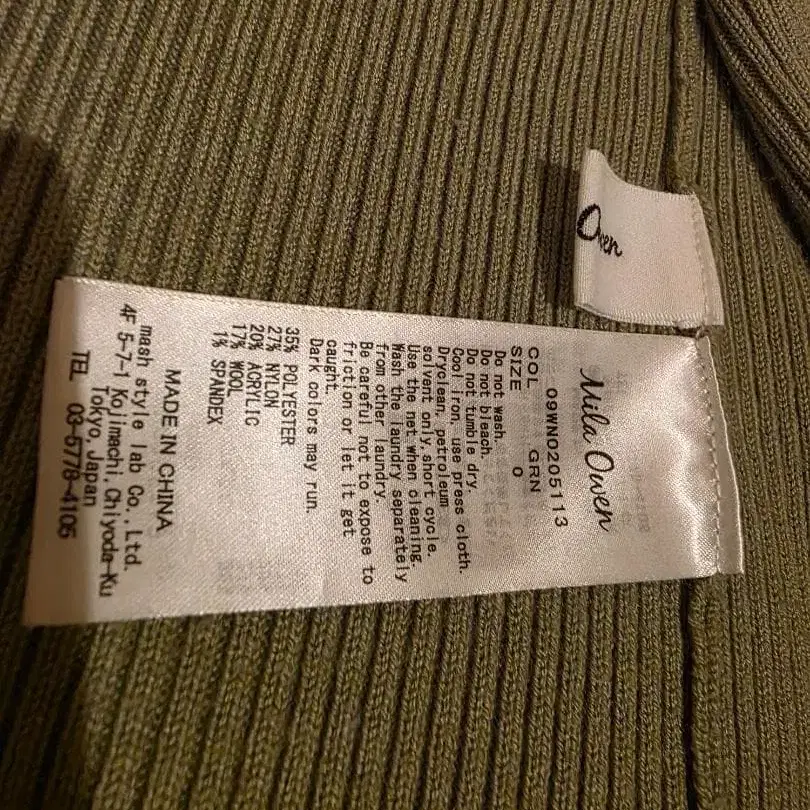 Owen
Mila Owen
09WNO205113
COL GRN
SIZE 0
Do not wash.
Do not bleach.
Do not tumble dry.
Cool iron, use press cloth.
Dryclean, petroleum
solvent only,short cycle.
Use the net when cleaning.
Wash the laundry separately
from other laundry.
Be careful not to expose to
friction or let it get
caught.
Dark colors may run.
35% POLYESTER
27% NYLON
20% ACRYLIC
17% WOOL
1% SPANDEX
MADE IN CHINA
mash style lab Co., Ltd.
4F 5-7-1 Kojimachi, Chiyoda-Ku
Tokyo, Japan
TEL 03-5778-4105